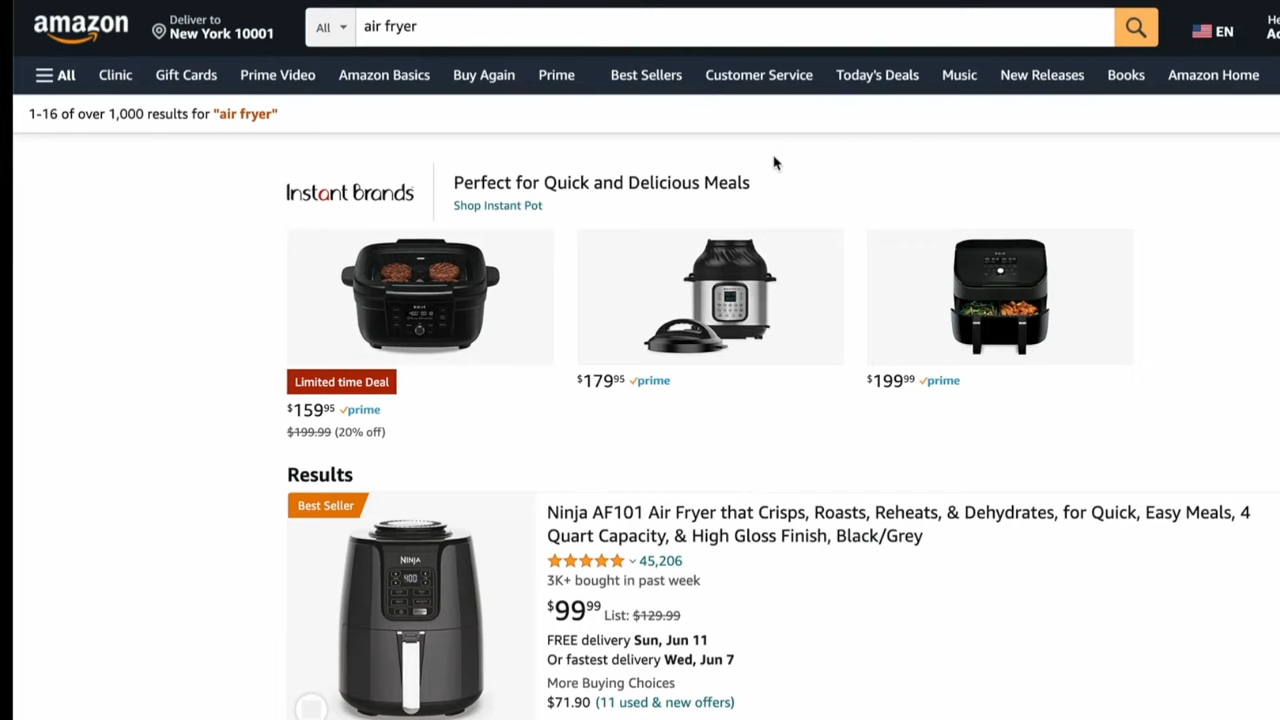 amazon
Deliver to
New York 10001
All
air fryer
EN
He
Ac
All
Clinic
Gift Cards
Prime Video
Amazon Basics
Buy Again
Prime
Best Sellers
Customer Service
Today's Deals
Music
New Releases
Books
Amazon Home
1-16 of over 1,000 results for "air fryer"
Instant Brands
Perfect for Quick and Delicious Meals
Shop Instant Pot
Limited time Deal
$159.95 prime
$199.99 (20% off)
$179.95 prime
$199.99 prime
Results
Best Seller
NINJA
400
Ninja AF101 Air Fryer that Crisps, Roasts, Reheats, & Dehydrates, for Quick, Easy Meals, 4
Quart Capacity, & High Gloss Finish, Black/Grey
45,206
3K+ bought in past week
$99.99 List: $129.99
FREE delivery Sun, Jun 11
Or fastest delivery Wed, Jun 7
More Buying Choices
$71.90 (11 used & new offers)